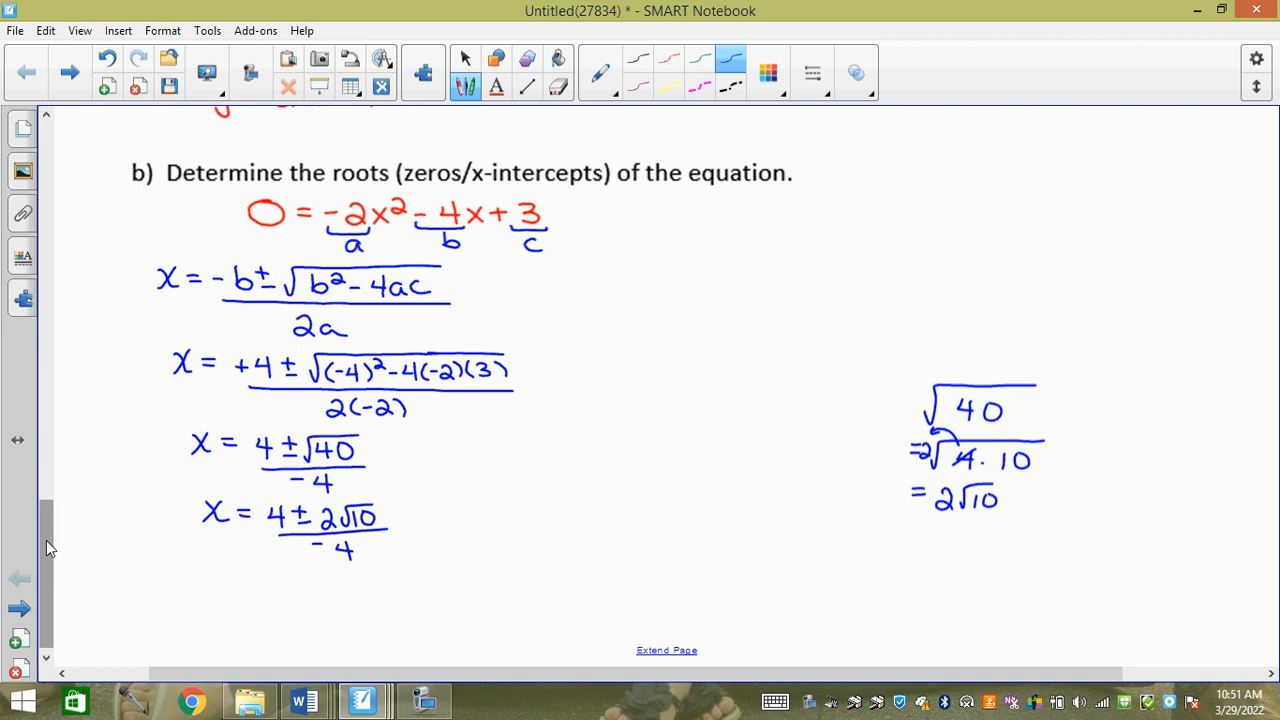 Untitled(27834) * - SMART Notebook
File Edit View Insert Format Tools Add-ons Help
b) Determine the roots (zeros/x-intercepts) of the equation.
0 = -2x² - 4x + 3
a b c
x = -b ± √(b² - 4ac)
2a
x = +4 ± √((-4)² - 4(-2)(3))
2(-2)
x = 4 ± √40
-4
x = 4 ± 2√10
-4
√40
= 2√4 · 10
= 2√10
Extend Page
10:51 AM
3/29/2022